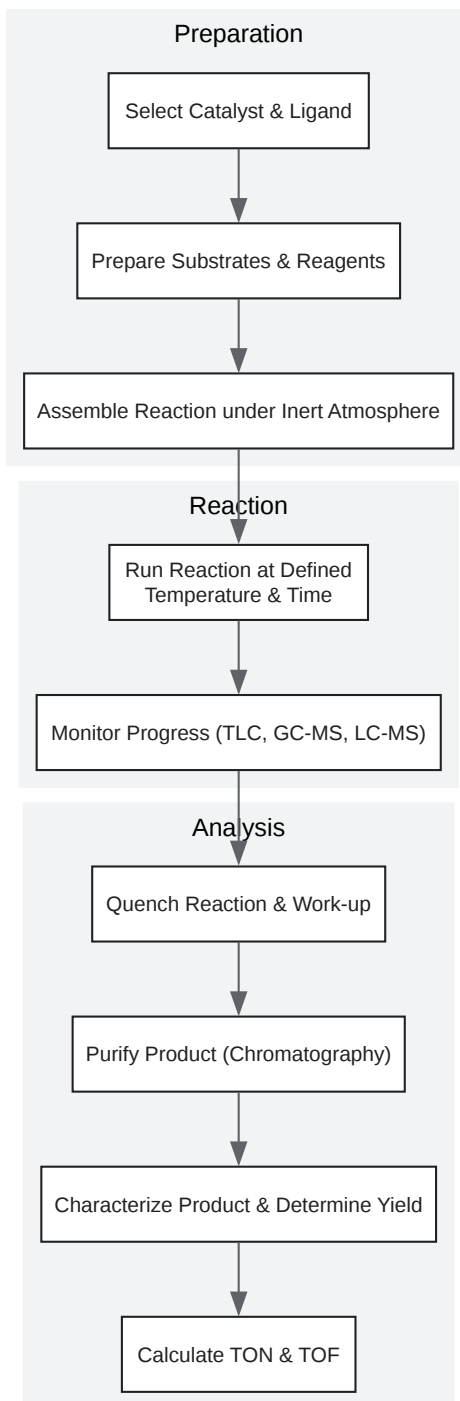 Preparation
Select Catalyst & Ligand
Prepare Substrates & Reagents
Assemble Reaction under Inert Atmosphere
Reaction
Run Reaction at Defined
Temperature & Time
Monitor Progress (TLC, GC-MS, LC-MS)
Analysis
Quench Reaction & Work-up
Purify Product (Chromatography)
Characterize Product & Determine Yield
Calculate TON & TOF